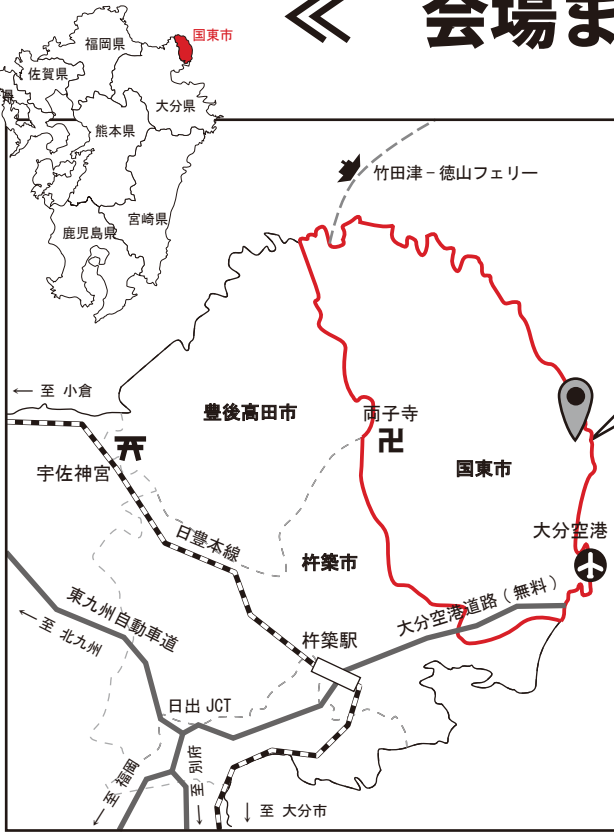 ≪ 会場ま
国東市
福岡県
佐賀県
県
大分県
熊本県
宮崎県
鹿児島県
竹田津－徳山フェリー
← 至 小倉
豊後高田市
両子寺
卍
宇佐神宮
国東市
日豊本線
大分空港
杵築市
東九州自動車道
大分空港道路（無料）
← 至 北九州
杵築駅
日出 JCT
← 至 福岡
← 至 別府
↓ 至 大分市